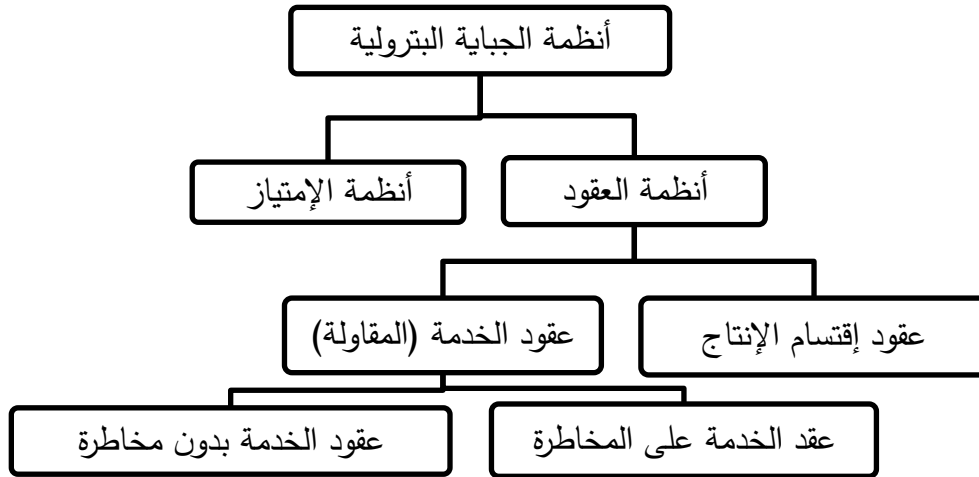 أنظمة الجباية البترولية
أنظمة العقود
أنظمة الإمتياز
عقود إقتسام الإنتاج
عقود الخدمة (المقاولة)
عقد الخدمة على المخاطرة
عقود الخدمة بدون مخاطرة